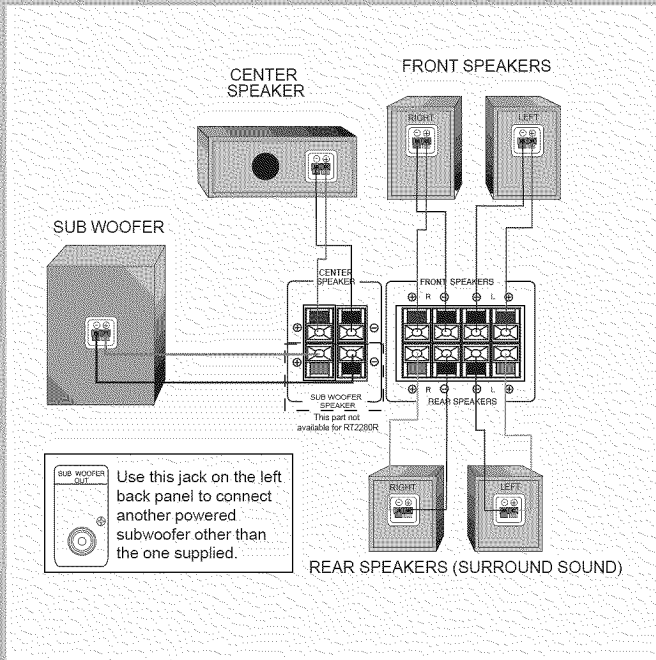 CENTER
SPEAKER
FRONT SPEAKERS
RIGHT
LEFT
SUB WOOFER
CENTER
SPEAKER
FRONT SPEAKERS
⊕ R ⊖ ⊖ L ⊕
⊕ ⊖
⊕ ⊖
SUB WOOFER
SPEAKER
This part not
available for RT2280R
⊕ R ⊖ ⊖ L ⊕
REAR SPEAKERS
SUB WOOFER
OUT
Use this jack on the left
back panel to connect
another powered
subwoofer other than
the one supplied.
RIGHT
LEFT
REAR SPEAKERS (SURROUND SOUND)